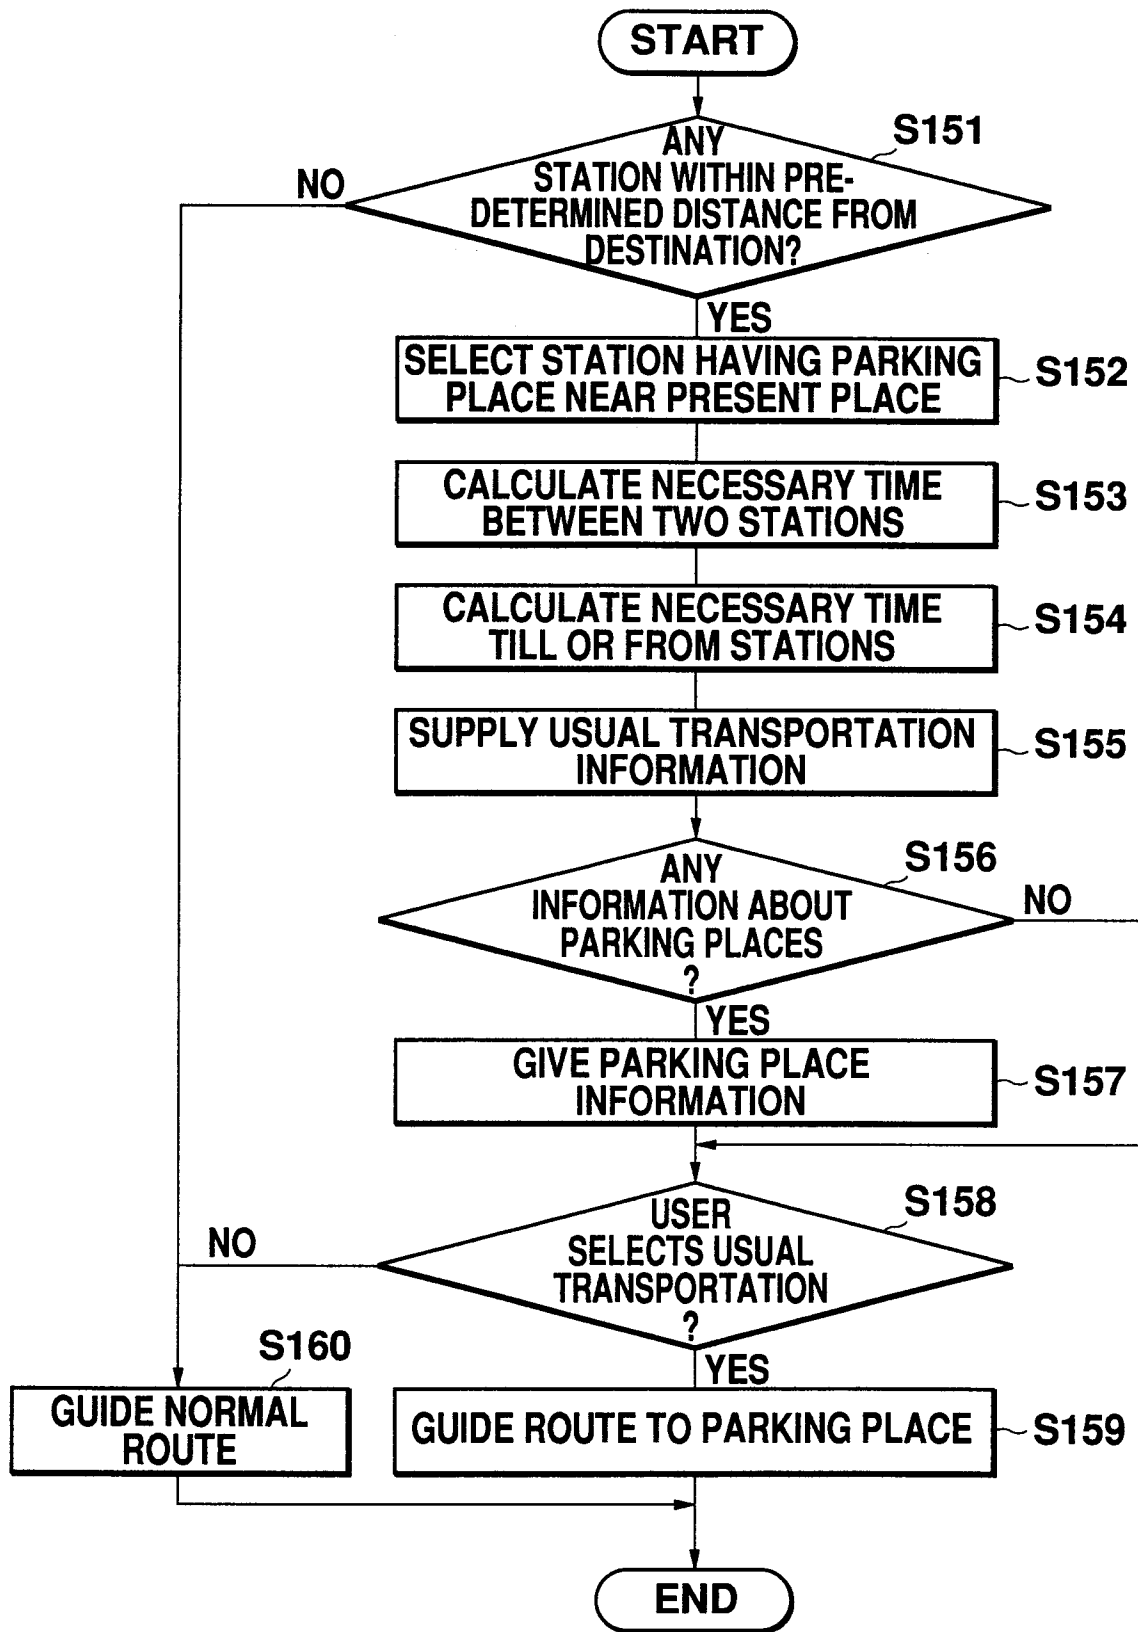 START
ANY
STATION WITHIN PRE-
DETERMINED DISTANCE FROM
DESTINATION?
S151
NO
YES
SELECT STATION HAVING PARKING
PLACE NEAR PRESENT PLACE
S152
CALCULATE NECESSARY TIME
BETWEEN TWO STATIONS
S153
CALCULATE NECESSARY TIME
TILL OR FROM STATIONS
S154
SUPPLY USUAL TRANSPORTATION
INFORMATION
S155
ANY
INFORMATION ABOUT
PARKING PLACES
?
S156
NO
YES
GIVE PARKING PLACE
INFORMATION
S157
USER
SELECTS USUAL
TRANSPORTATION
?
S158
NO
YES
S160
GUIDE NORMAL
ROUTE
GUIDE ROUTE TO PARKING PLACE
S159
END